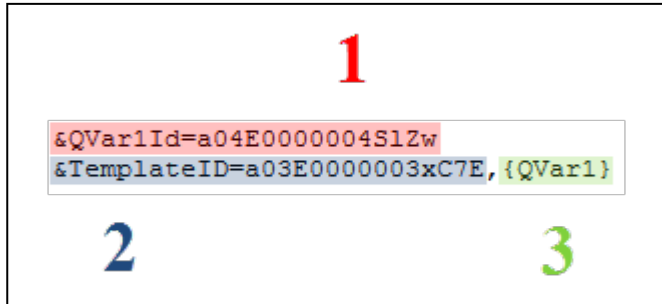 1
&QVar1Id=a04E0000004SlZw
&TemplateID=a03E0000003xC7E,{QVar1}
2 3